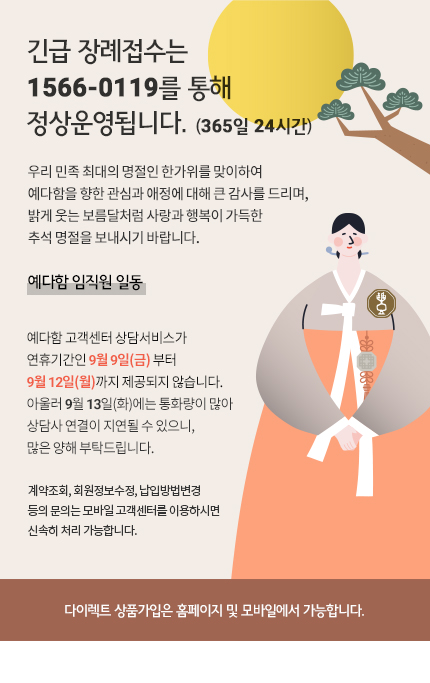 긴급 장례접수는
1566-0119를 통해
정상운영됩니다. (365일 24시간)
우리 민족 최대의 명절인 한가위를 맞이하여
예다함을 향한 관심과 애정에 대해 큰 감사를 드리며,
밝게 웃는 보름달처럼 사랑과 행복이 가득한
추석 명절을 보내시기 바랍니다.
예다함 임직원 일동
예다함 고객센터 상담서비스가
연휴기간인 9월 9일(금) 부터
9월 12일(월)까지 제공되지 않습니다.
아울러 9월 13일(화)에는 통화량이 많아
상담사 연결이 지연될 수 있으니,
많은 양해 부탁드립니다.
계약조회, 회원정보수정, 납입방법변경
등의 문의는 모바일 고객센터를 이용하시면
신속히 처리 가능합니다.
다이렉트 상품가입은 홈페이지 및 모바일에서 가능합니다.